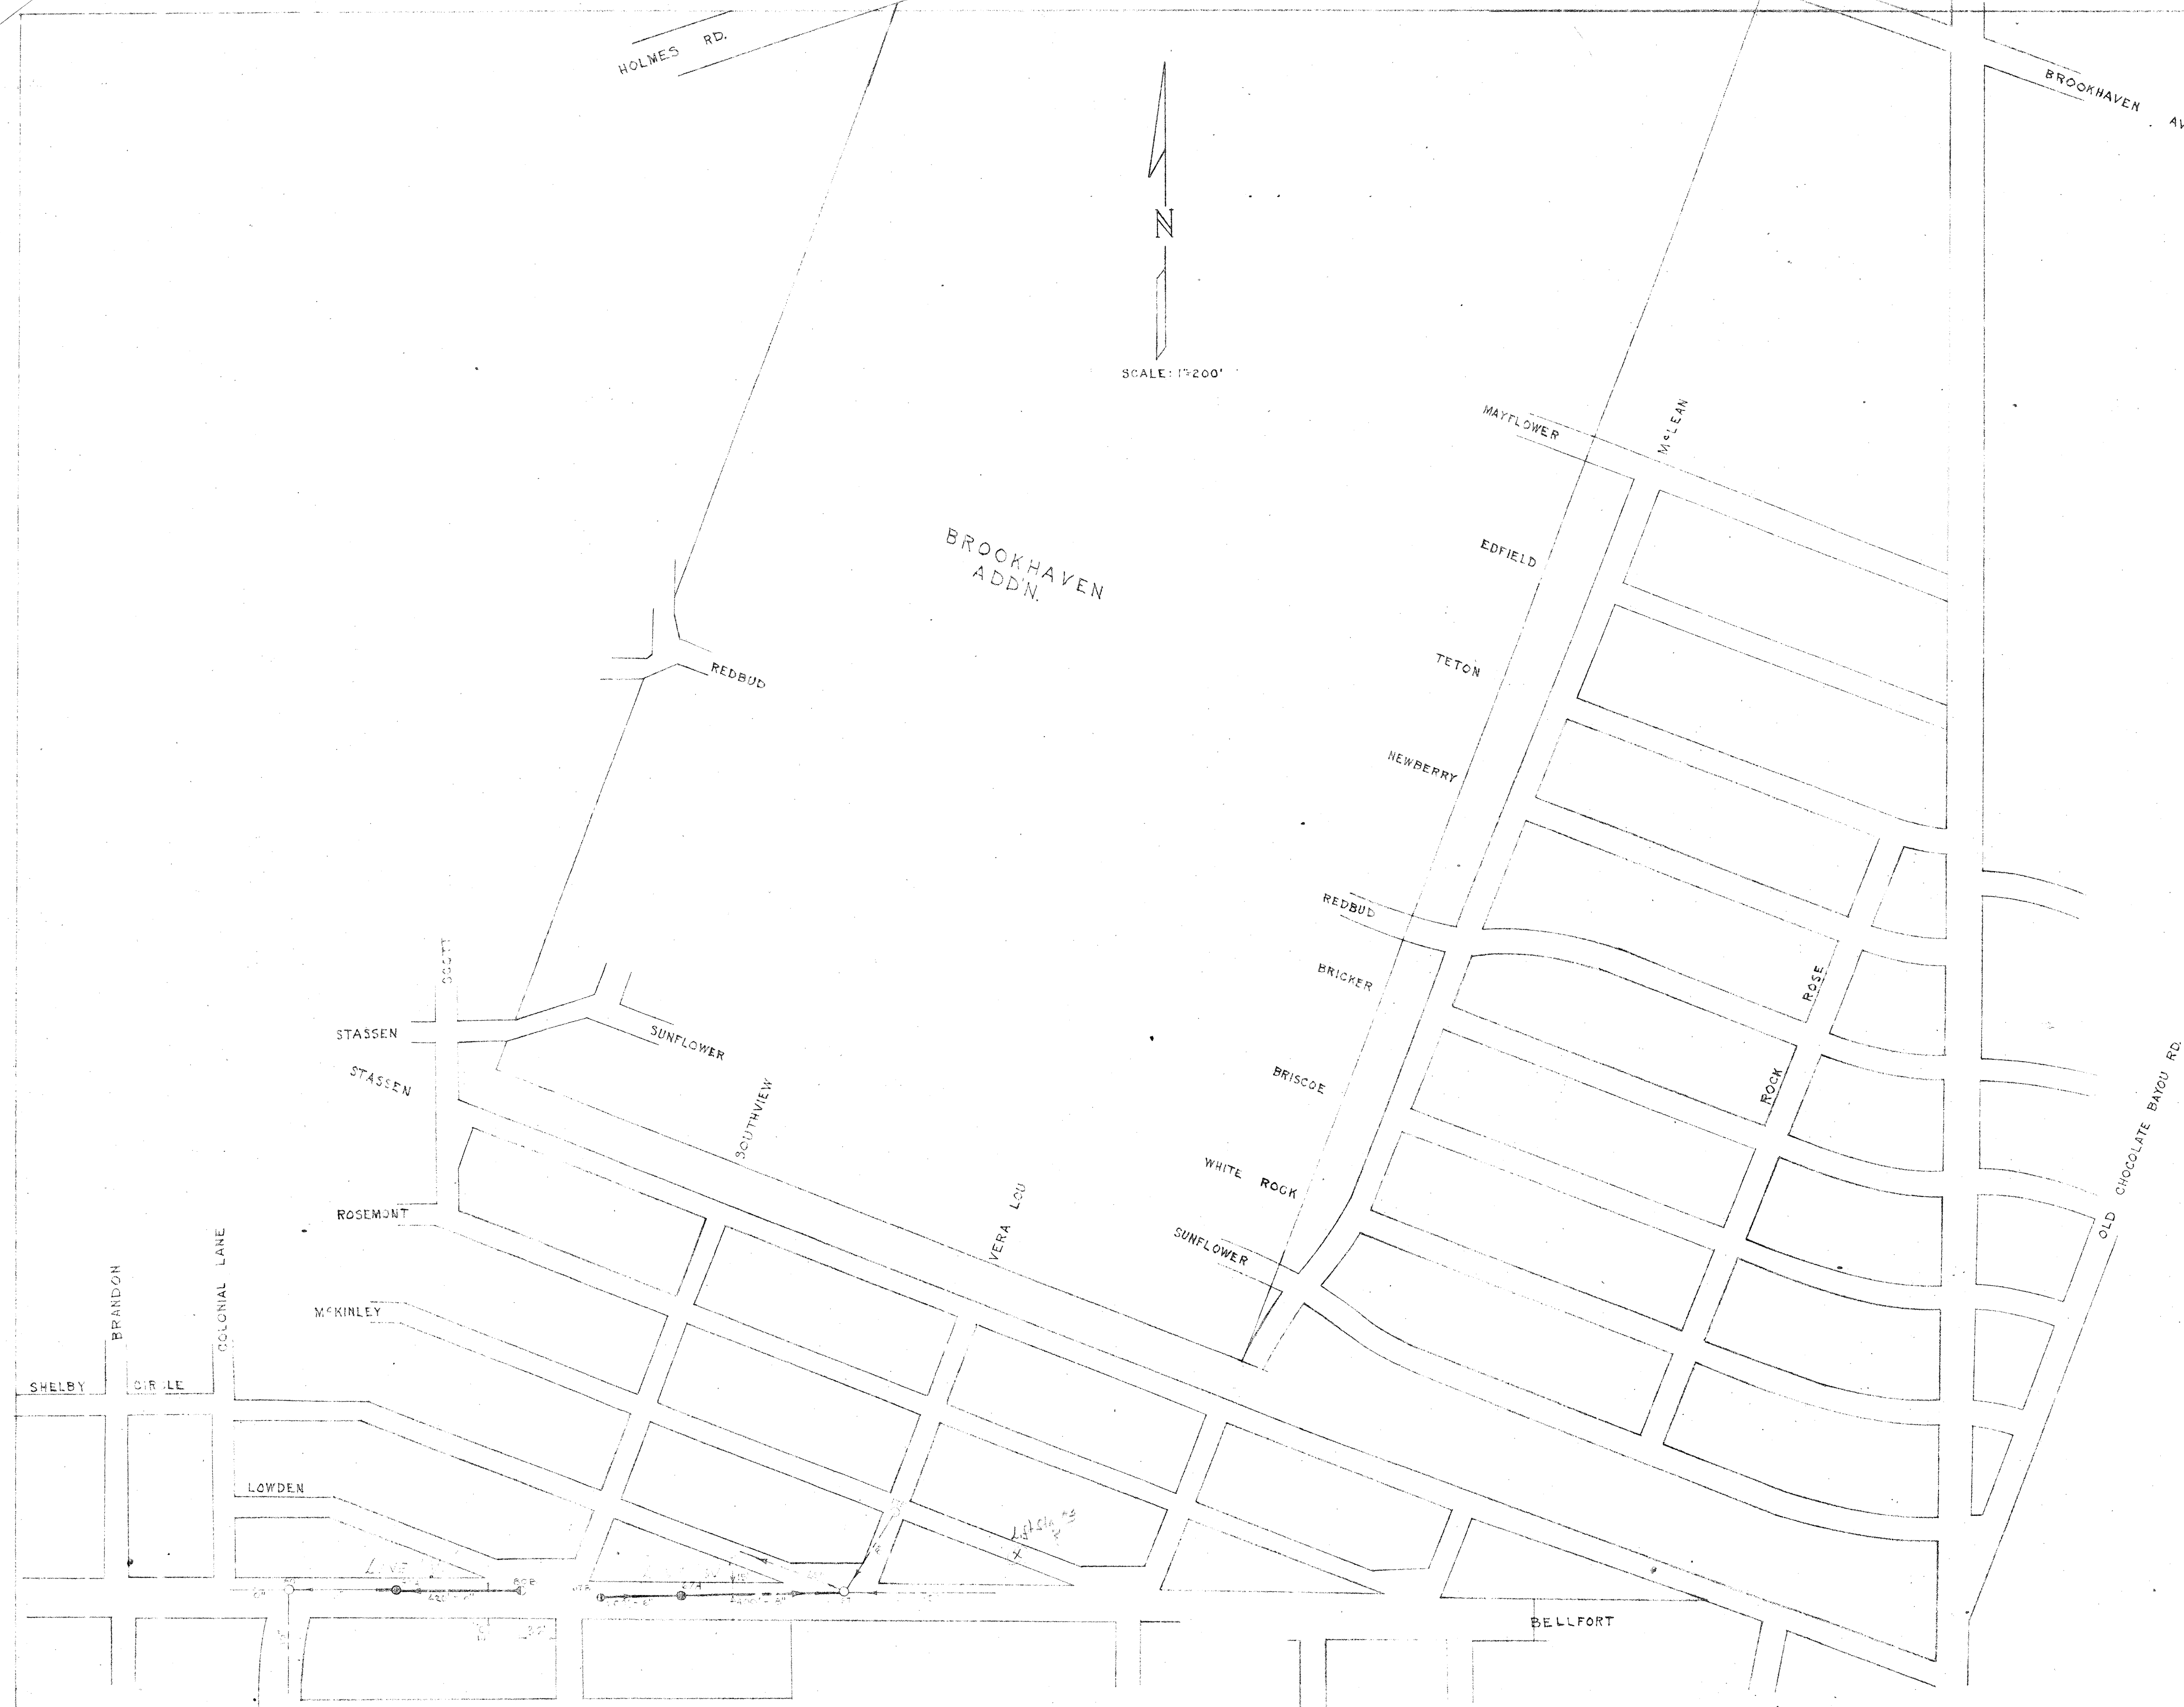 HOLMES RD.
BROOKHAVEN
N
SCALE: 1"=200'
MAYFLOWER
McLEAN
BROOKHAVEN
ADD'N.
EDFIELD
TETON
REDBUD
NEWBERRY
REDBUD
BRICKER
ROSE
SCOTT
STASSEN
SUNFLOWER
STASSEN
BRISCOE
ROCK
SOUTHVIEW
OLD CHOCOLATE BAYOU RD.
WHITE ROCK
ROSEMONT
VERA LOU
SUNFLOWER
BRANDON
COLONIAL LANE
McKINLEY
SHELBY
LOWDEN
BELLFORT